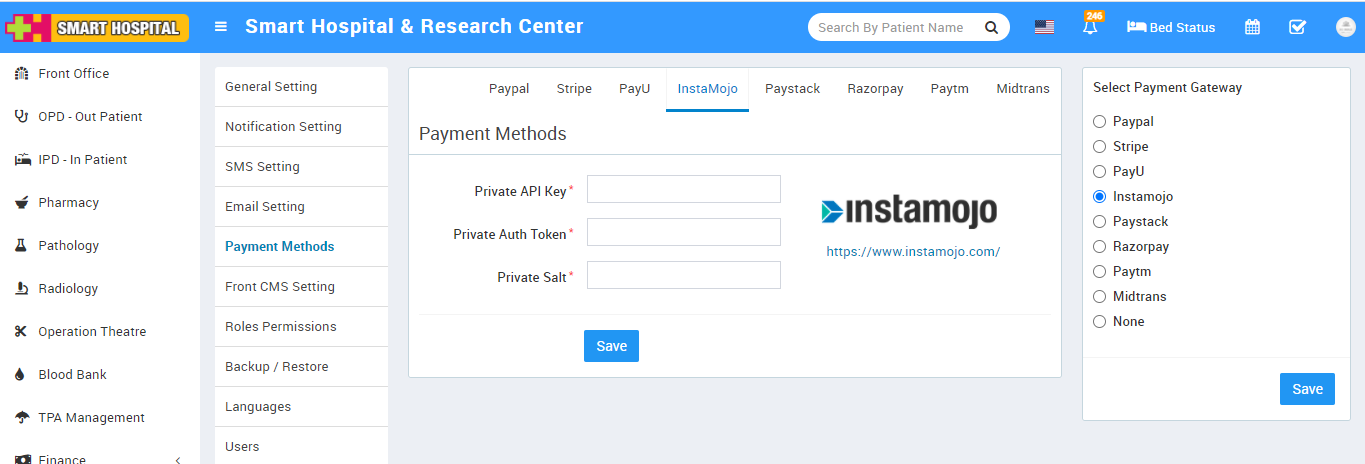 SMART HOSPITAL
Smart Hospital & Research Center
Search By Patient Name
246
Bed Status
Front Office
OPD - Out Patient
IPD - In Patient
Pharmacy
Pathology
Radiology
Operation Theatre
Blood Bank
TPA Management
Finance
General Setting
Notification Setting
SMS Setting
Email Setting
Payment Methods
Front CMS Setting
Roles Permissions
Backup / Restore
Languages
Users
Paypal Stripe PayU InstaMojo Paystack Razorpay Paytm Midtrans
Payment Methods
Private API Key*
Private Auth Token*
Private Salt*
instamojo
https://www.instamojo.com/
Save
Select Payment Gateway
Paypal
Stripe
PayU
Instamojo
Paystack
Razorpay
Paytm
Midtrans
None
Save